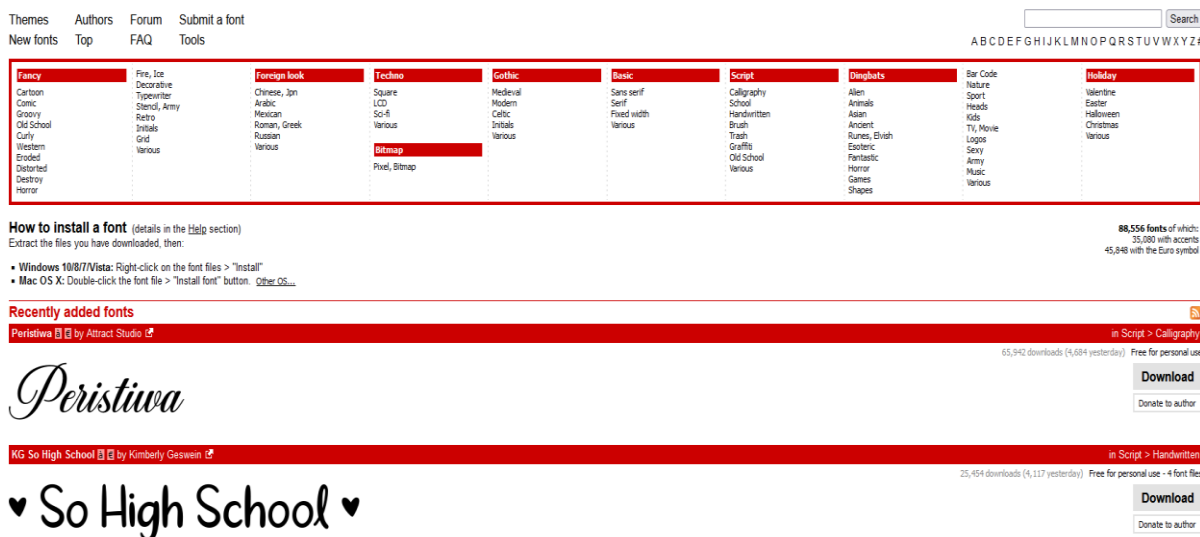 Themes Authors Forum Submit a font
New fonts Top FAQ Tools
Search
A B C D E F G H I J K L M N O P Q R S T U V W X Y Z #
Fancy
Cartoon
Comic
Groovy
Old School
Curly
Western
Eroded
Distorted
Destroy
Horror
Fire, Ice
Decorative
Typewriter
Stencil, Army
Retro
Initials
Grid
Various
Foreign look
Chinese, Jpn
Arabic
Mexican
Roman, Greek
Russian
Various
Techno
Square
LCD
Sci-fi
Various
Bitmap
Pixel, Bitmap
Gothic
Medieval
Modern
Celtic
Initials
Various
Basic
Sans serif
Serif
Fixed width
Various
Script
Calligraphy
School
Handwritten
Brush
Trash
Graffiti
Old School
Various
Dingbats
Alien
Animals
Asian
Ancient
Runes, Elvish
Esoteric
Fantastic
Horror
Games
Shapes
Bar Code
Nature
Sport
Heads
Kids
TV, Movie
Logos
Sexy
Army
Music
Various
Holiday
Valentine
Easter
Halloween
Christmas
Various
How to install a font (details in the Help section)
Extract the files you have downloaded, then:
▪ Windows 10/8/7/Vista: Right-click on the font files > "Install"
▪ Mac OS X: Double-click the font file > "Install font" button. Other OS...
88,556 fonts of which:
35,080 with accents
45,848 with the Euro symbol
Recently added fonts
Peristiwa à € by Attract Studio
in Script > Calligraphy
65,942 downloads (4,684 yesterday) Free for personal use
Peristiwa
Download
Donate to author
KG So High School à € by Kimberly Geswein
in Script > Handwritten
25,454 downloads (4,117 yesterday) Free for personal use - 4 font files
♥ So High School ♥
Download
Donate to author